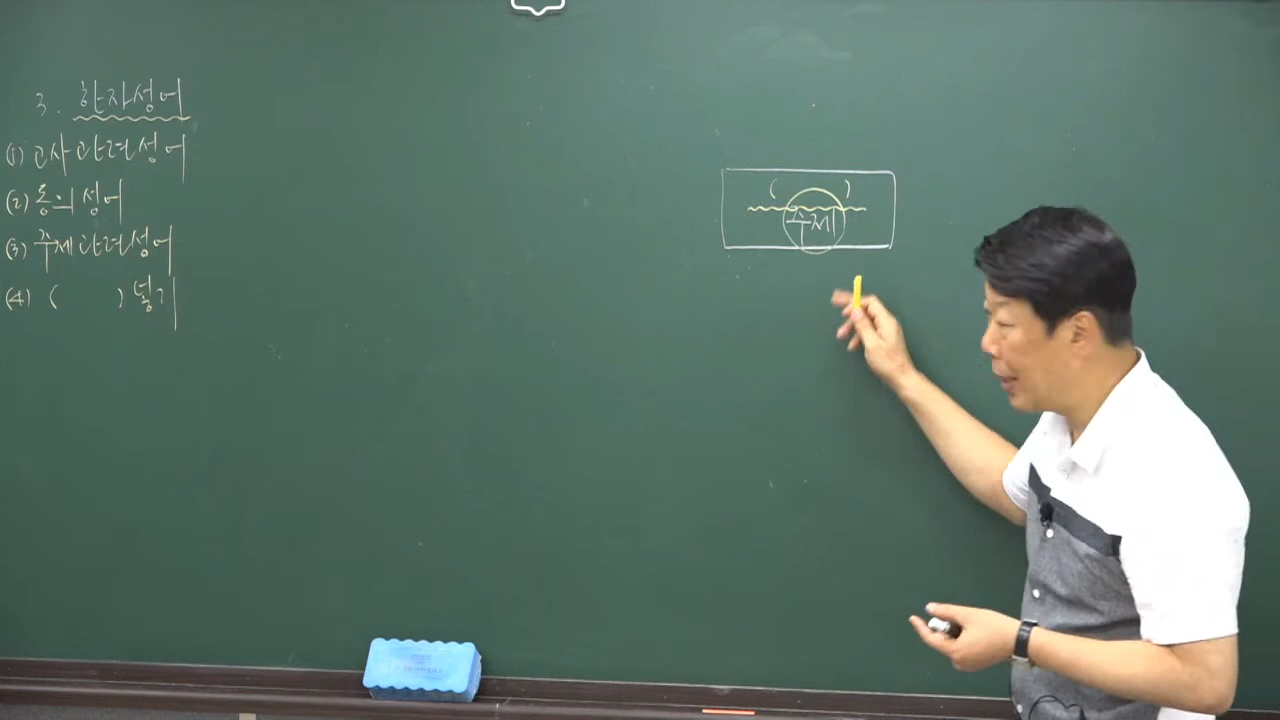 3. 한자성어
(1) 고사관련성어
(2) 동의성어
(3) 주제관련성어
(4) (      ) 넣기
(      )
주제